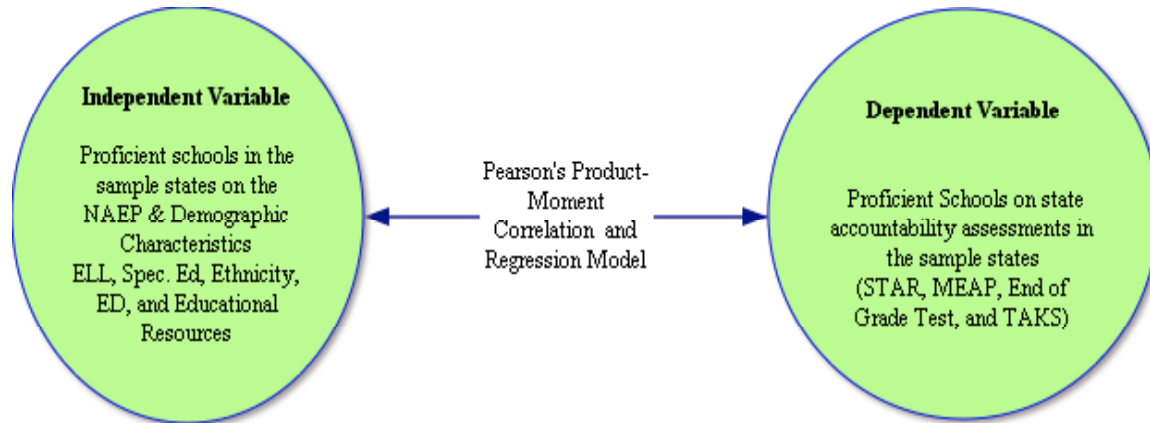 Independent Variable
Proficient schools in the
sample states on the
NAEP & Demographic
Characteristics
ELL, Spec. Ed, Ethnicity,
ED, and Educational
Resources
Pearson's Product-
Moment
Correlation and
Regression Model
Dependent Variable
Proficient Schools on state
accountability assessments in
the sample states
(STAR, MEAP, End of
Grade Test, and TAKS)